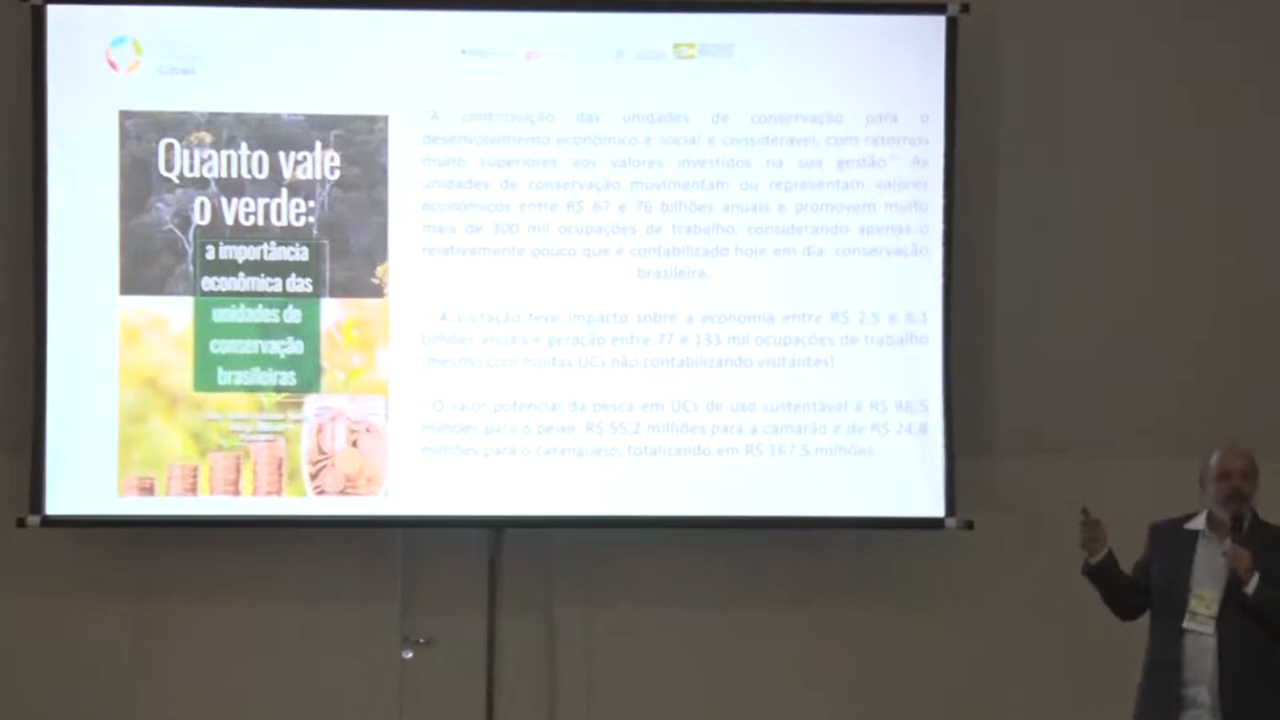 Quanto vale
o verde:
a importância
econômica das
unidades de
conservação
brasileiras
"A contribuição das unidades de conservação para o
desenvolvimento econômico e social é considerável, com retornos
muito superiores aos valores investidos na sua gestão." As
unidades de conservação movimentam ou representam valores
econômicos entre R$ 67 e 76 bilhões anuais e promovem muito
mais de 300 mil ocupações de trabalho, considerando apenas o
relativamente pouco que é contabilizado hoje em dia. conservação
brasileira.
A visitação teve impacto sobre a economia entre R$ 2,5 e 6,1
bilhões anuais e geração entre 77 e 133 mil ocupações de trabalho
(mesmo com muitas UCs não contabilizando visitantes)
O valor potencial da pesca em UCs de uso sustentável é R$
milhões para o peixe, R$ 55,2 milhões para a camarão e de R$ 24,8
milhões para o caranguejo, totalizando em R$ 167,5 milhões